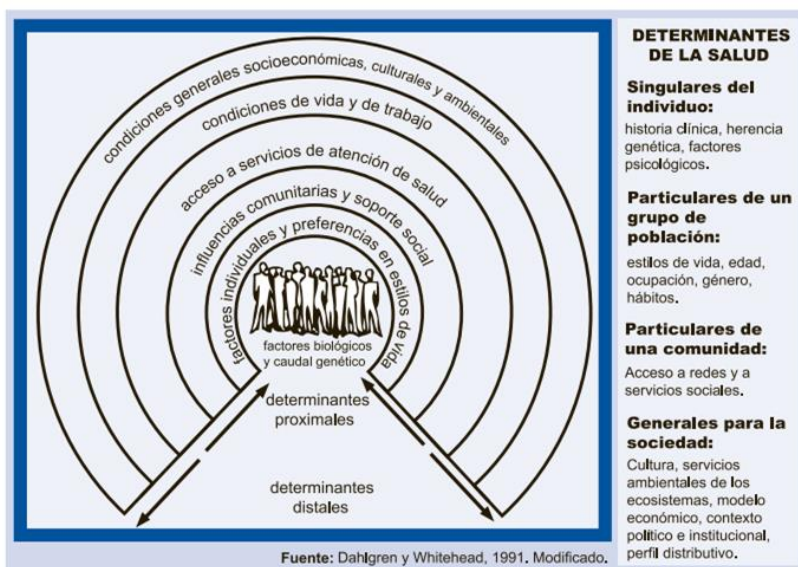 condiciones generales socioeconómicas, culturales y ambientales
condiciones de vida y de trabajo
acceso a servicios de atención de salud
influencias comunitarias y soporte social
factores individuales y preferencias en estilos de vida
factores biológicos
y caudal genético
determinantes
proximales
determinantes
distales
Fuente: Dahlgren y Whitehead, 1991. Modificado.
DETERMINANTES
DE LA SALUD
Singulares del
individuo:
historia clínica, herencia
genética, factores
psicológicos.
Particulares de un
grupo de
población:
estilos de vida, edad,
ocupación, género,
hábitos.
Particulares de
una comunidad:
Acceso a redes y a
servicios sociales.
Generales para la
sociedad:
Cultura, servicios
ambientales de los
ecosistemas, modelo
económico, contexto
político e institucional,
perfil distributivo.